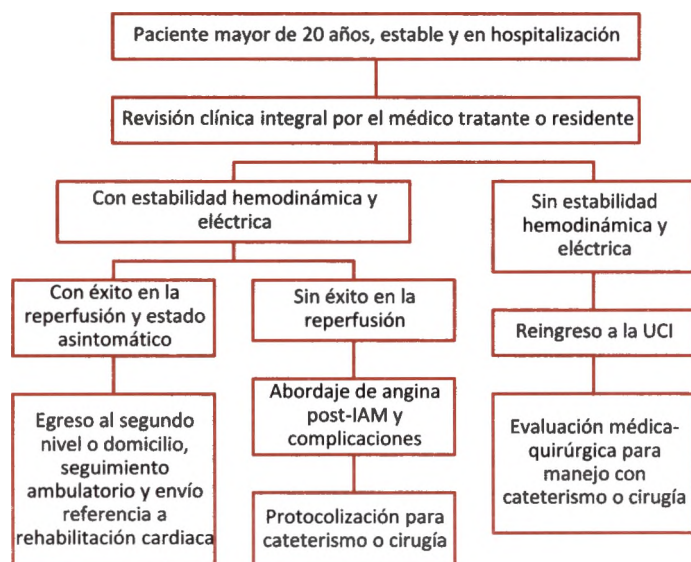 Paciente mayor de 20 años, estable y en hospitalización
Revisión clínica integral por el médico tratante o residente
Con estabilidad hemodinámica y
eléctrica
Sin estabilidad
hemodinámica y
eléctrica
Con éxito en la
reperfusión y estado
asintomático
Sin éxito en la
reperfusión
Reingreso a la UCI
Egreso al segundo
nivel o domicilio,
seguimiento
ambulatorio y envío
referencia a
rehabilitación cardiaca
Abordaje de angina
post-IAM y
complicaciones
Protocolización para
cateterismo o cirugía
Evaluación médica-
quirúrgica para
manejo con
cateterismo o cirugía